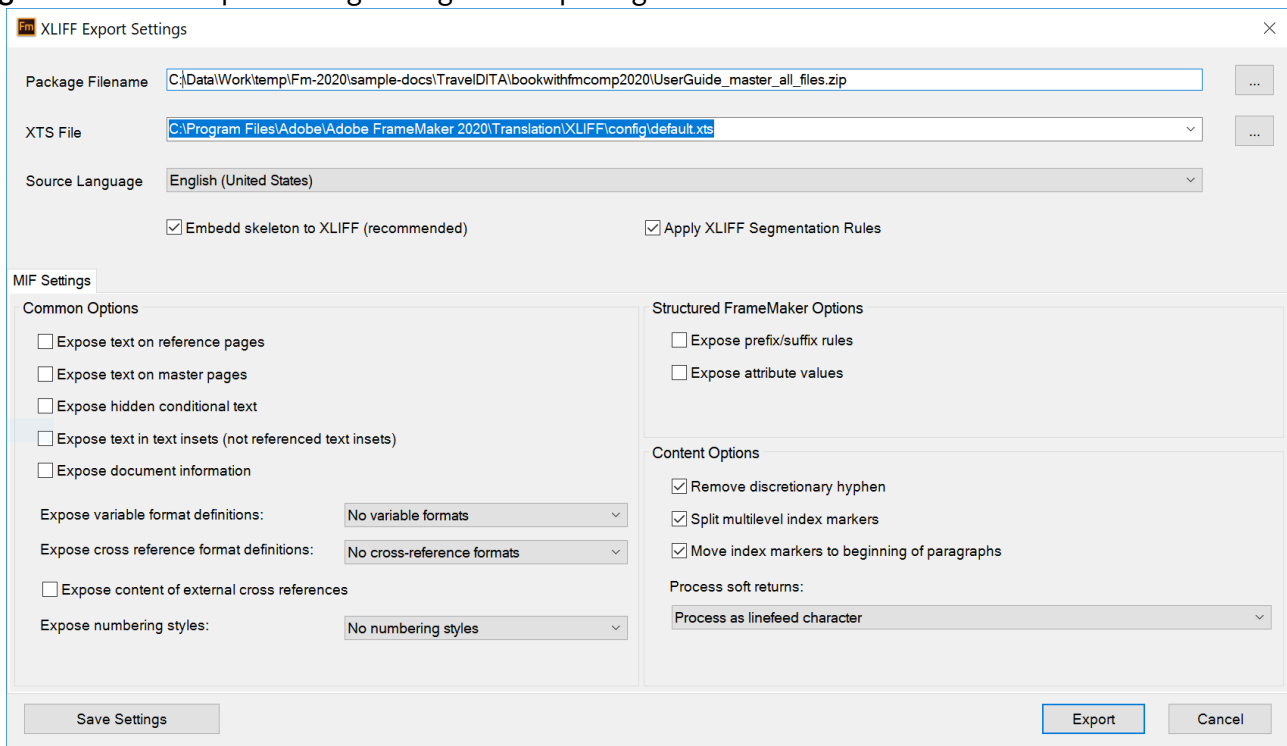 Fm XLIFF Export Settings
Package Filename C:\Data\Work\temp\Fm-2020\sample-docs\TravelDITA\bookwithfmcomp2020\UserGuide_master_all_files.zip ...
XTS File C:\Program Files\Adobe\Adobe FrameMaker 2020\Translation\XLIFF\config\default.xts ...
Source Language English (United States)
Embedd skeleton to XLIFF (recommended) Apply XLIFF Segmentation Rules
MIF Settings
Common Options
Expose text on reference pages
Expose text on master pages
Expose hidden conditional text
Expose text in text insets (not referenced text insets)
Expose document information
Expose variable format definitions: No variable formats
Expose cross reference format definitions: No cross-reference formats
Expose content of external cross references
Expose numbering styles: No numbering styles
Structured FrameMaker Options
Expose prefix/suffix rules
Expose attribute values
Content Options
Remove discretionary hyphen
Split multilevel index markers
Move index markers to beginning of paragraphs
Process soft returns:
Process as linefeed character
Save Settings Export Cancel